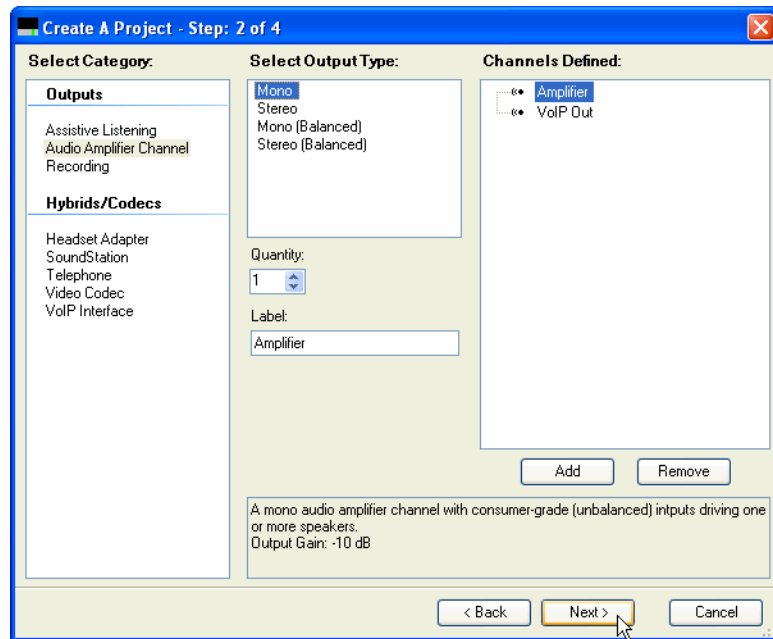 Create A Project - Step: 2 of 4
Select Category:
Outputs
Assistive Listening
Audio Amplifier Channel
Recording
Hybrids/Codecs
Headset Adapter
SoundStation
Telephone
Video Codec
VoIP Interface
Select Output Type:
Mono
Stereo
Mono (Balanced)
Stereo (Balanced)
Quantity:
1
Label:
Amplifier
Channels Defined:
Amplifier
VoIP Out
Add
Remove
A mono audio amplifier channel with consumer-grade (unbalanced) intputs driving one
or more speakers.
Output Gain: -10 dB
< Back
Next >
Cancel